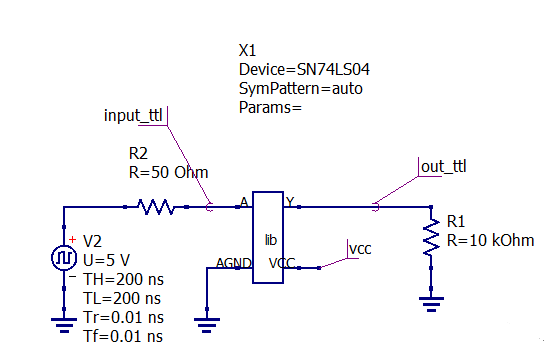 X1
Device=SN74LS04
SymPattern=auto
Params=
input_ttl
R2
R=50 Ohm
out_ttl
A
Y
R1
R=10 kOhm
lib
vcc
AGND
VCC
V2
U=5 V
TH=200 ns
TL=200 ns
Tr=0.01 ns
Tf=0.01 ns